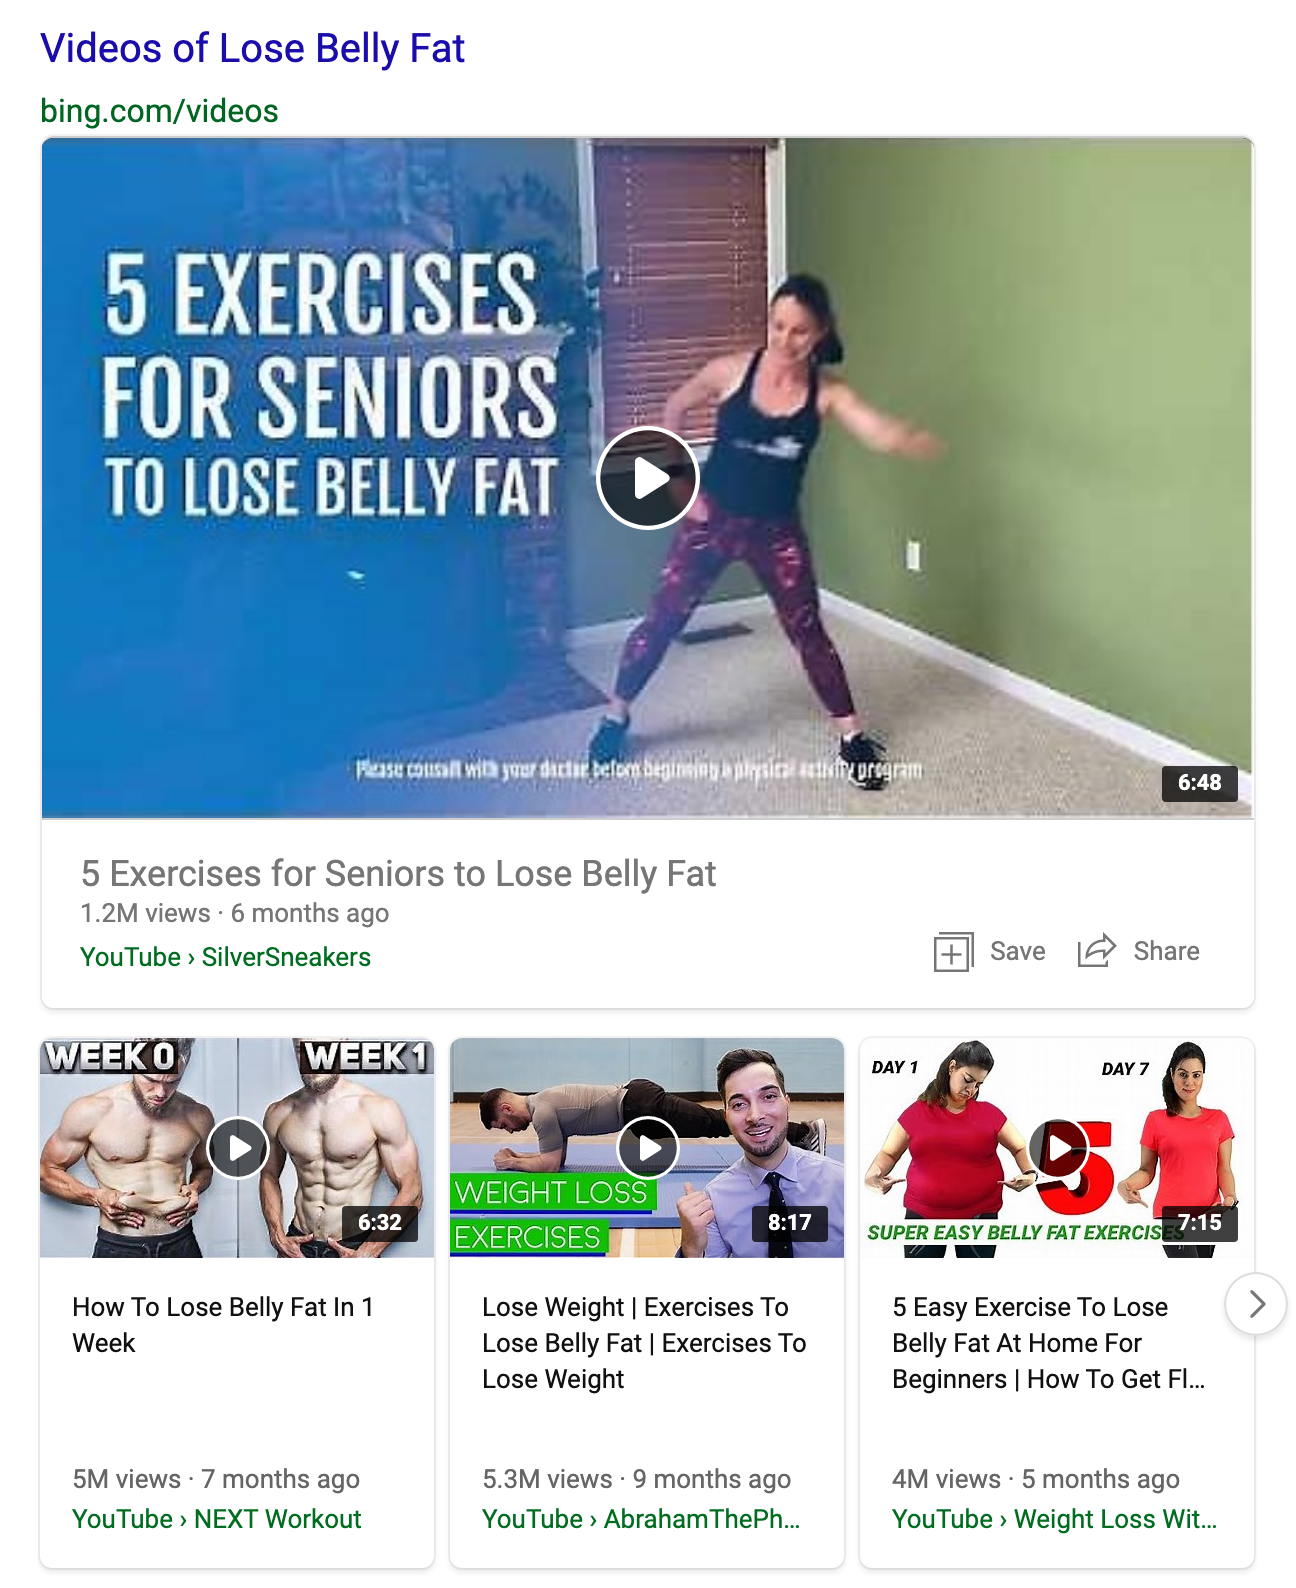 Videos of Lose Belly Fat
bing.com/videos
5 EXERCISES
FOR SENIORS
TO LOSE BELLY FAT
Please consult with your doctor before beginning a physical activity program
6:48
5 Exercises for Seniors to Lose Belly Fat
1.2M views · 6 months ago
YouTube › SilverSneakers
Save
Share
WEEK 0
WEEK 1
6:32
How To Lose Belly Fat In 1
Week
5M views · 7 months ago
YouTube › NEXT Workout
WEIGHT LOSS
EXERCISES
8:17
Lose Weight | Exercises To
Lose Belly Fat | Exercises To
Lose Weight
5.3M views · 9 months ago
YouTube › AbrahamThePh...
DAY 1
DAY 7
5
SUPER EASY BELLY FAT EXERCISES
7:15
5 Easy Exercise To Lose
Belly Fat At Home For
Beginners | How To Get Fl...
4M views · 5 months ago
YouTube › Weight Loss Wit...